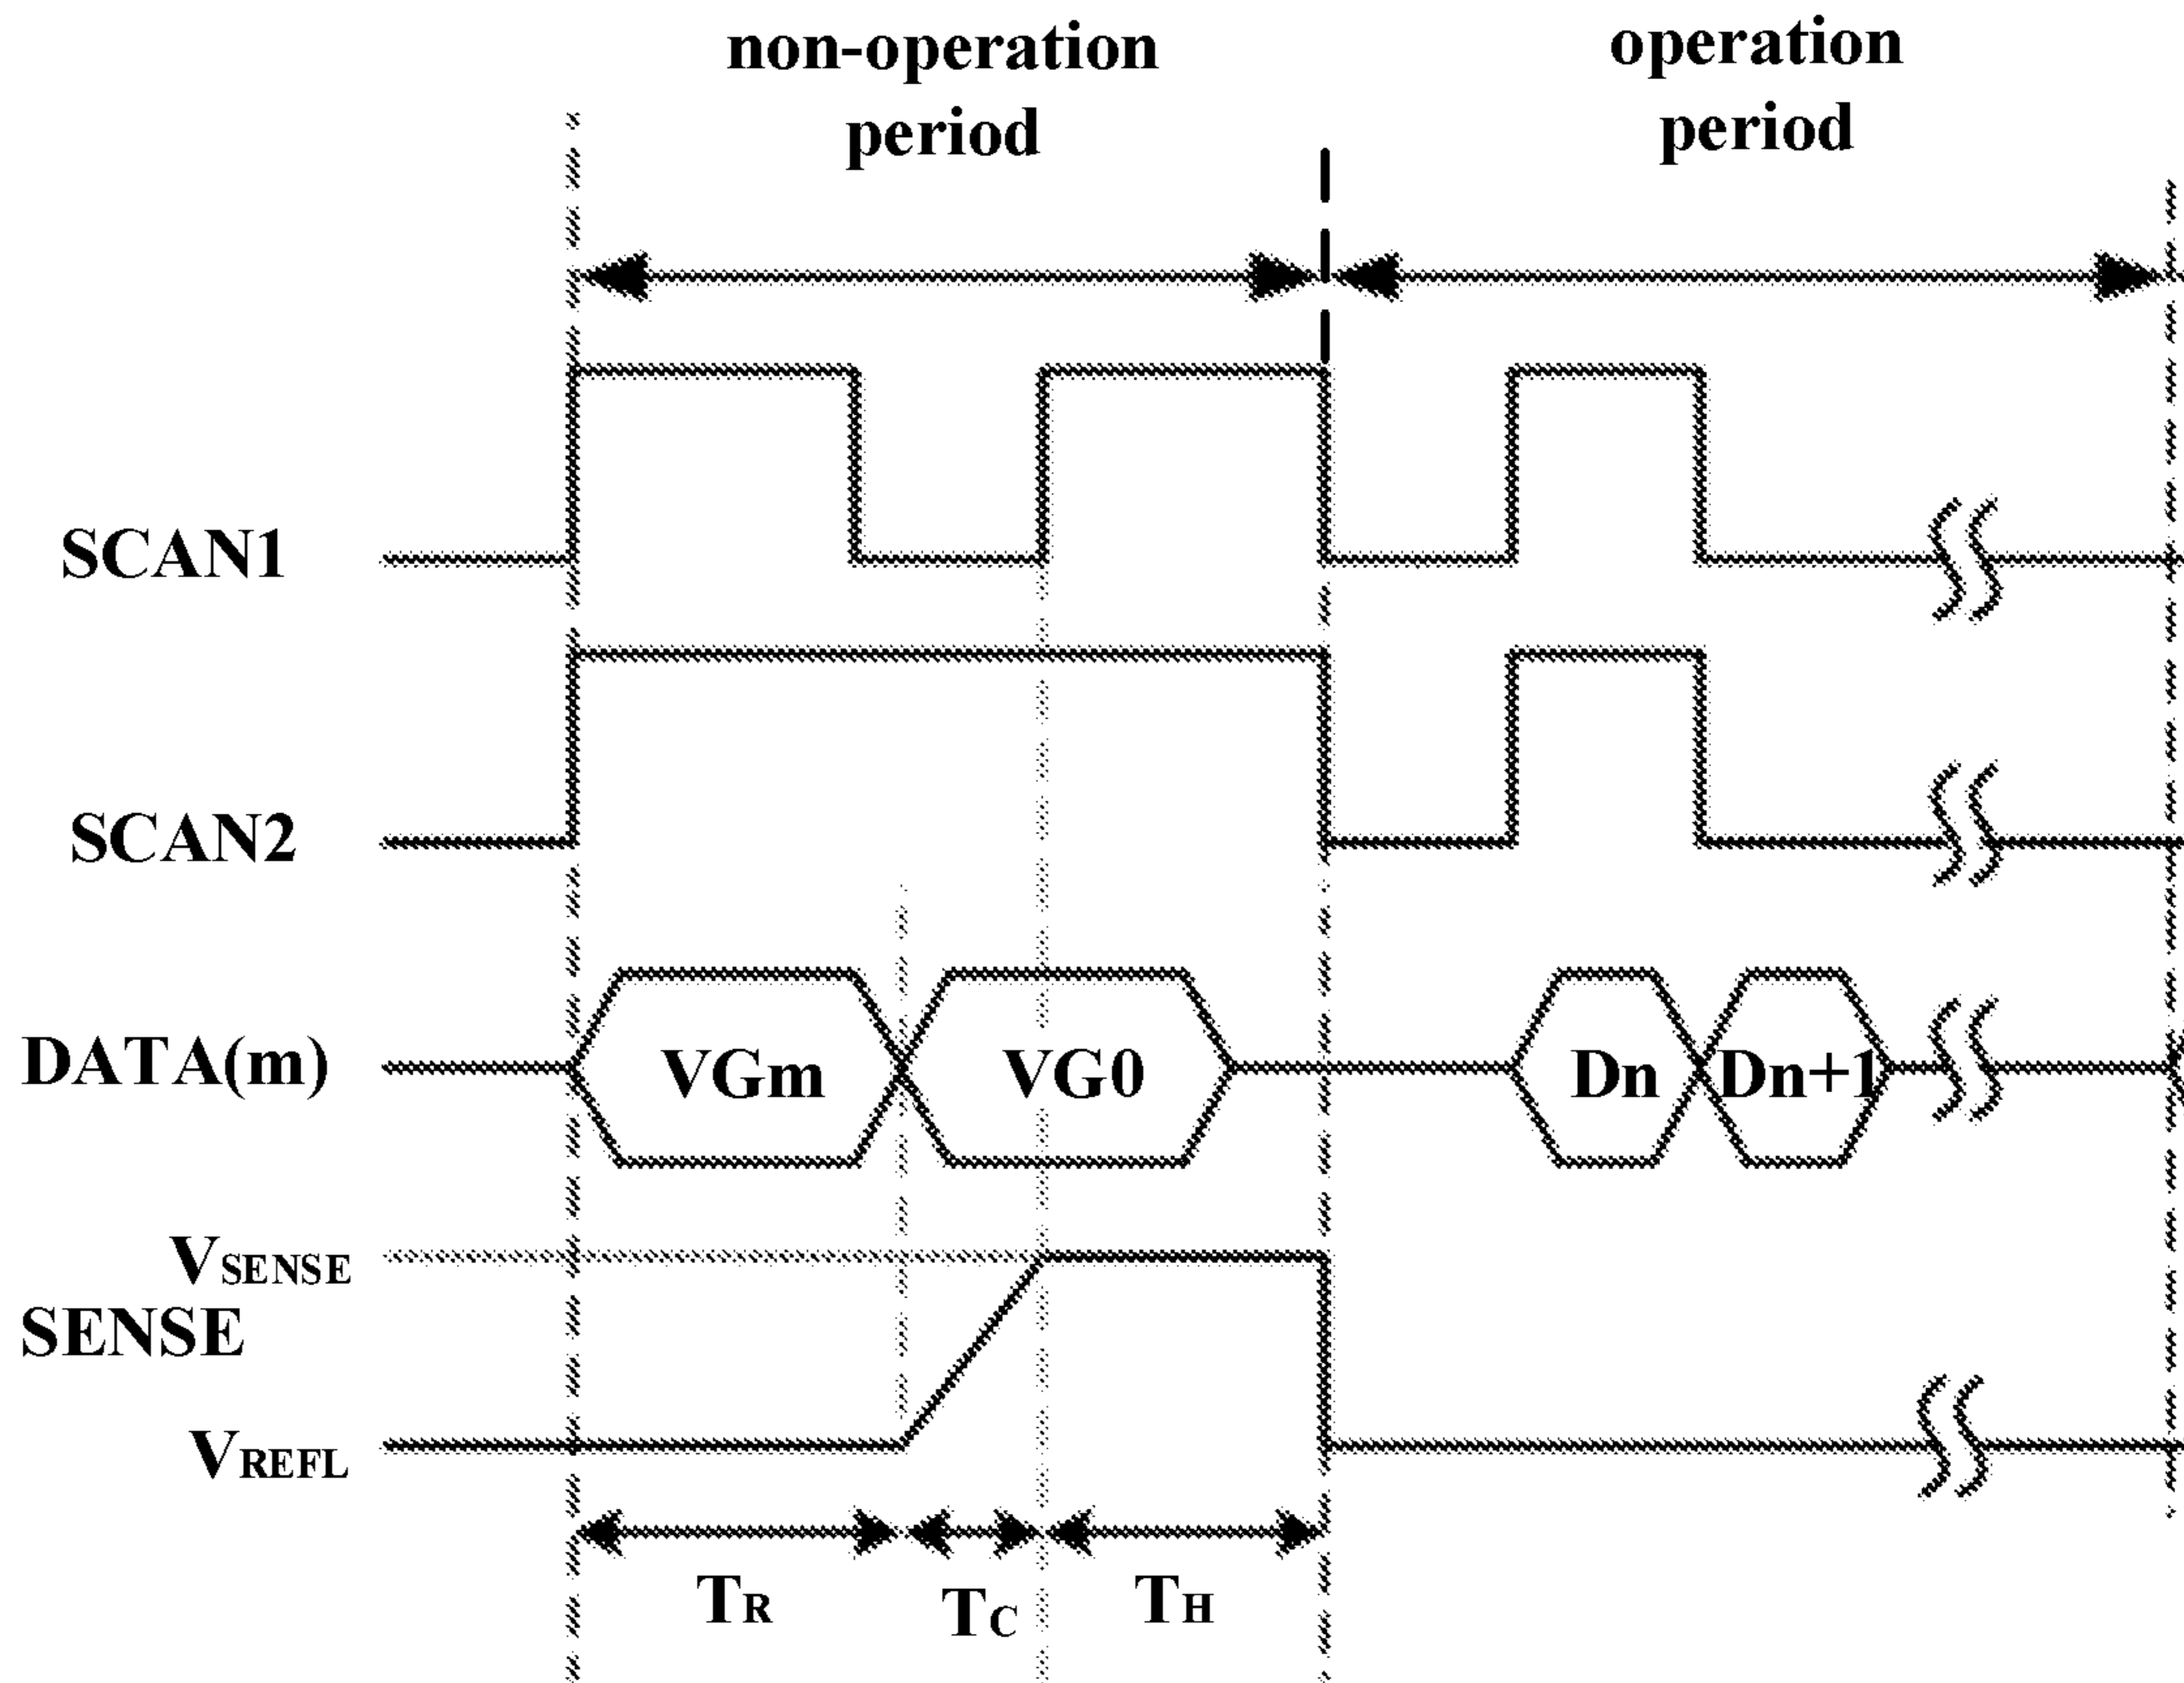 non-operation
period
operation
period
SCAN1
SCAN2
DATA(m)
VGm
VG0
Dn
Dn+1
VSENSE
SENSE
VREFL
TR
TC
TH